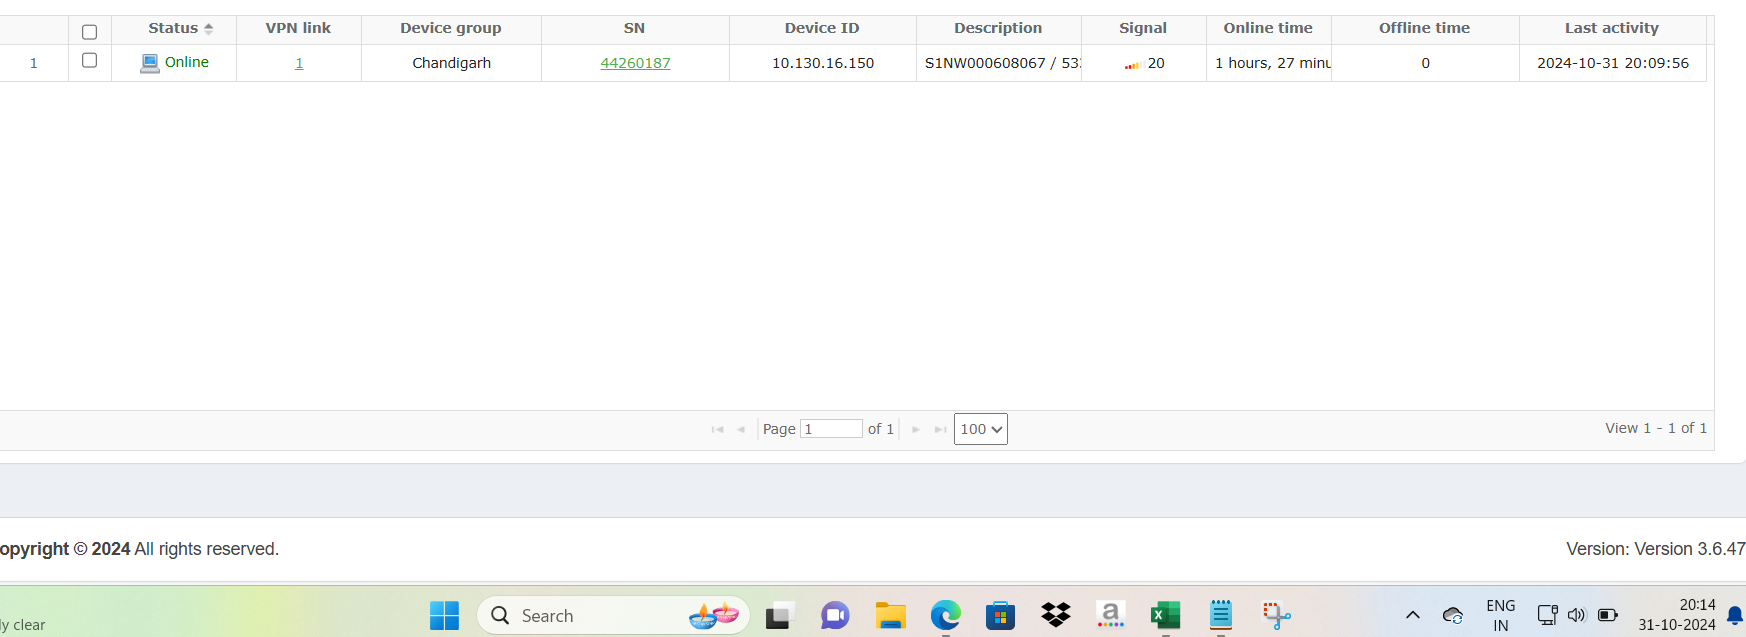 Status VPN link Device group SN Device ID Description Signal Online time Offline time Last activity
1 Online 1 Chandigarh 44260187 10.130.16.150 S1NW000608067 / 53 20 1 hours, 27 minu 0 2024-10-31 20:09:56
Page 1 of 1 100 View 1 - 1 of 1
opyright © 2024 All rights reserved. Version: Version 3.6.47
ly clear Search a ENG IN 20:14 31-10-2024